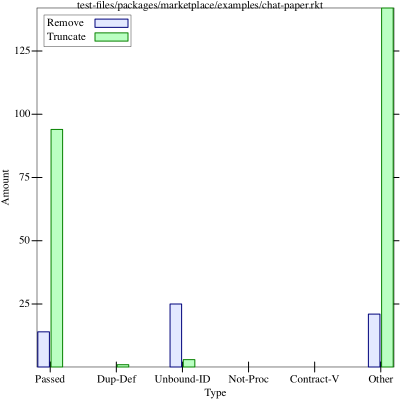 test-files/packages/marketplace/examples/chat-paper.rkt
Remove
Truncate
125
100
75
50
25
Amount
Passed Dup-Def Unbound-ID Not-Proc Contract-V Other
Type